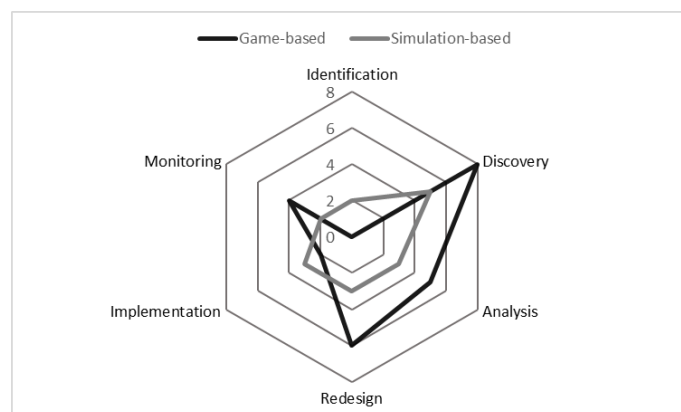 Game-based Simulation-based
Identification
8
6
4
2
0
Discovery
Analysis
Redesign
Implementation
Monitoring